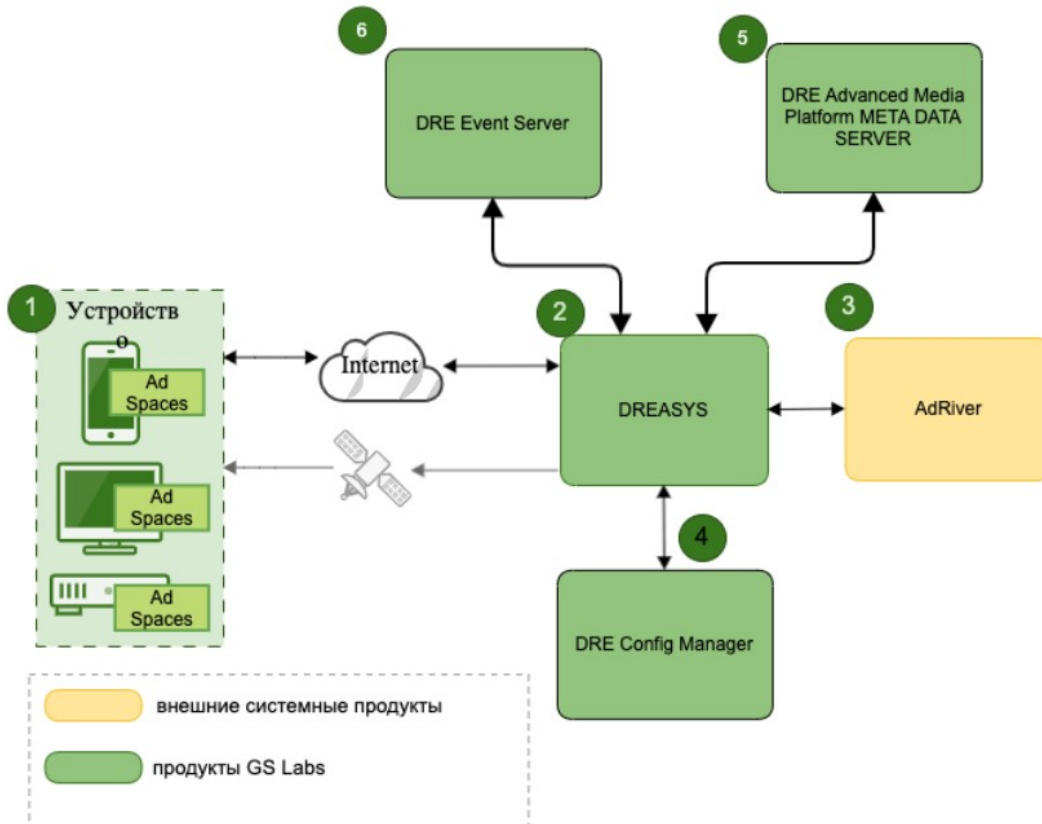 6
5
DRE Event Server
DRE Advanced Media
Platform META DATA
SERVER
1
Устройств
о
2
3
Internet
Ad
Spaces
DREASYS
AdRiver
Ad
Spaces
4
Ad
Spaces
DRE Config Manager
внешние системные продукты
продукты GS Labs